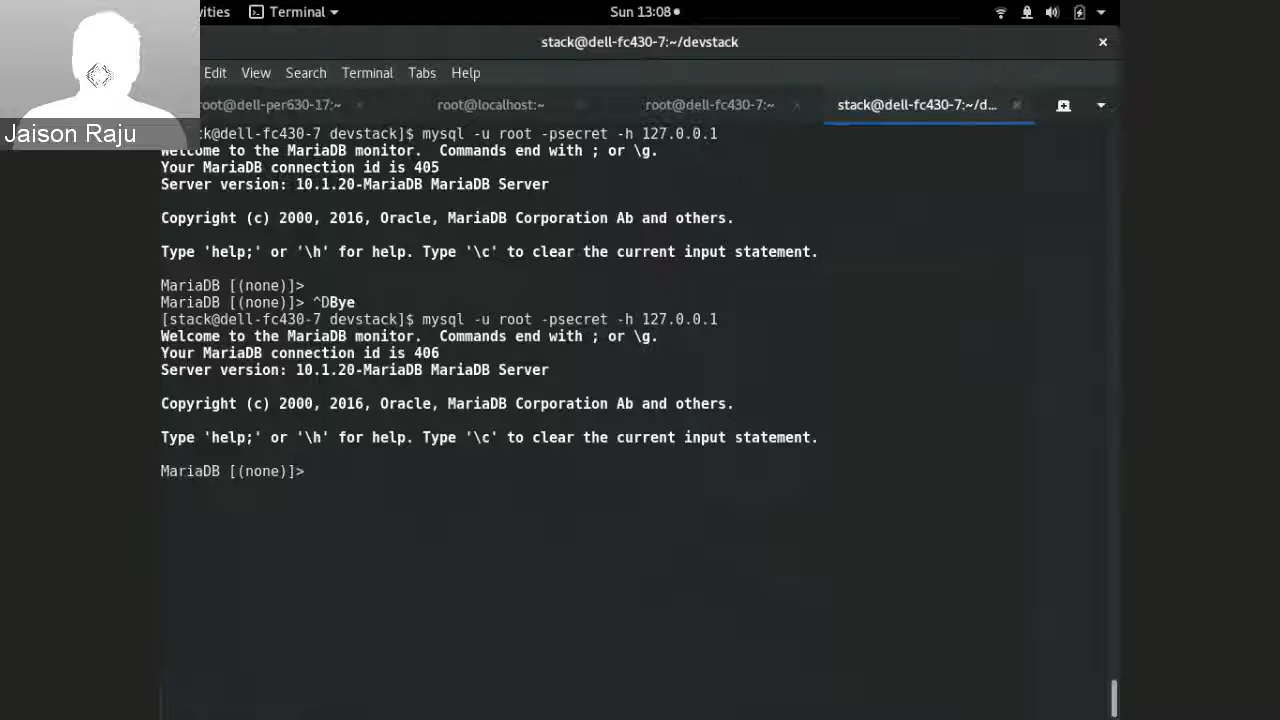 vities Terminal Sun 13:08
stack@dell-fc430-7:~/devstack
Edit View Search Terminal Tabs Help
root@dell-per630-17:~ root@localhost:~ root@dell-fc430-7:~ stack@dell-fc430-7:~/d...
Jaison Raju
ck@dell-fc430-7 devstack]$ mysql -u root -psecret -h 127.0.0.1
Welcome to the MariaDB monitor. Commands end with ; or \g.
Your MariaDB connection id is 405
Server version: 10.1.20-MariaDB MariaDB Server
Copyright (c) 2000, 2016, Oracle, MariaDB Corporation Ab and others.
Type 'help;' or '\h' for help. Type '\c' to clear the current input statement.
MariaDB [(none)]>
MariaDB [(none)]> ^DBye
[stack@dell-fc430-7 devstack]$ mysql -u root -psecret -h 127.0.0.1
Welcome to the MariaDB monitor. Commands end with ; or \g.
Your MariaDB connection id is 406
Server version: 10.1.20-MariaDB MariaDB Server
Copyright (c) 2000, 2016, Oracle, MariaDB Corporation Ab and others.
Type 'help;' or '\h' for help. Type '\c' to clear the current input statement.
MariaDB [(none)]>